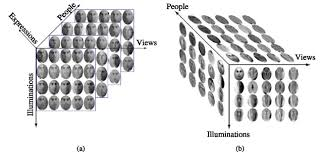 People
Expressions
Views
Illuminations
(a)
People
Views
Illuminations
(b)